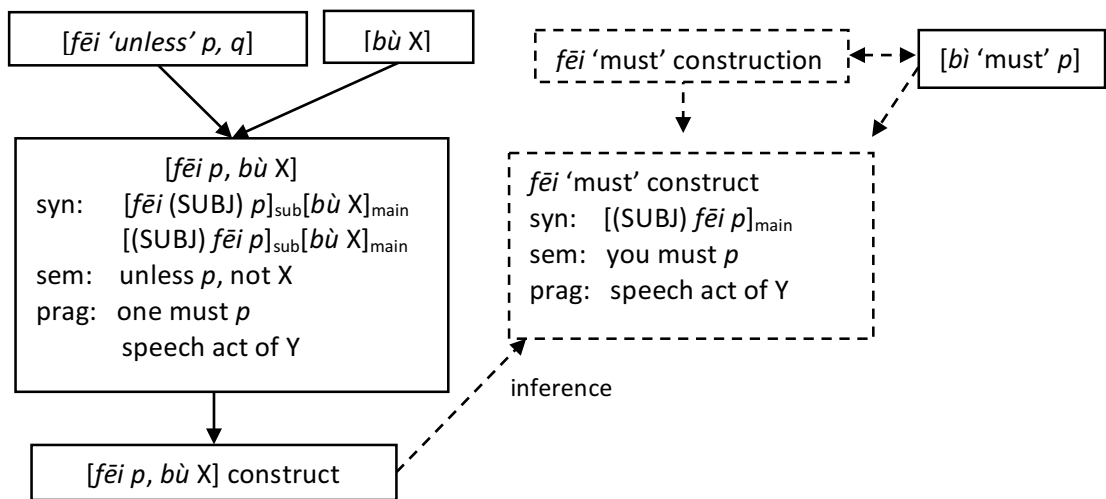 [fēi ‘unless’ p, q]
[bù X]
fēi ‘must’ construction
[bì ‘must’ p]
[fēi p, bù X]
syn: [fēi (SUBJ) p]sub[bù X]main
[(SUBJ) fēi p]sub[bù X]main
sem: unless p, not X
prag: one must p
speech act of Y
fēi ‘must’ construct
syn: [(SUBJ) fēi p]main
sem: you must p
prag: speech act of Y
inference
[fēi p, bù X] construct